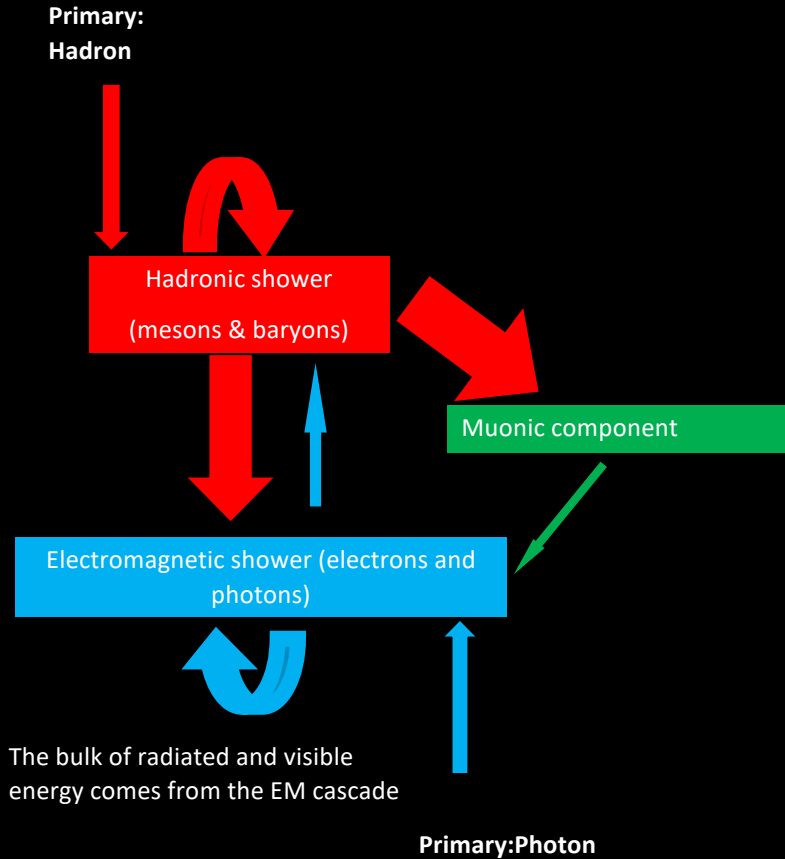 Primary:
Hadron
Hadronic shower
(mesons & baryons)
Muonic component
Electromagnetic shower (electrons and
photons)
The bulk of radiated and visible
energy comes from the EM cascade
Primary:Photon